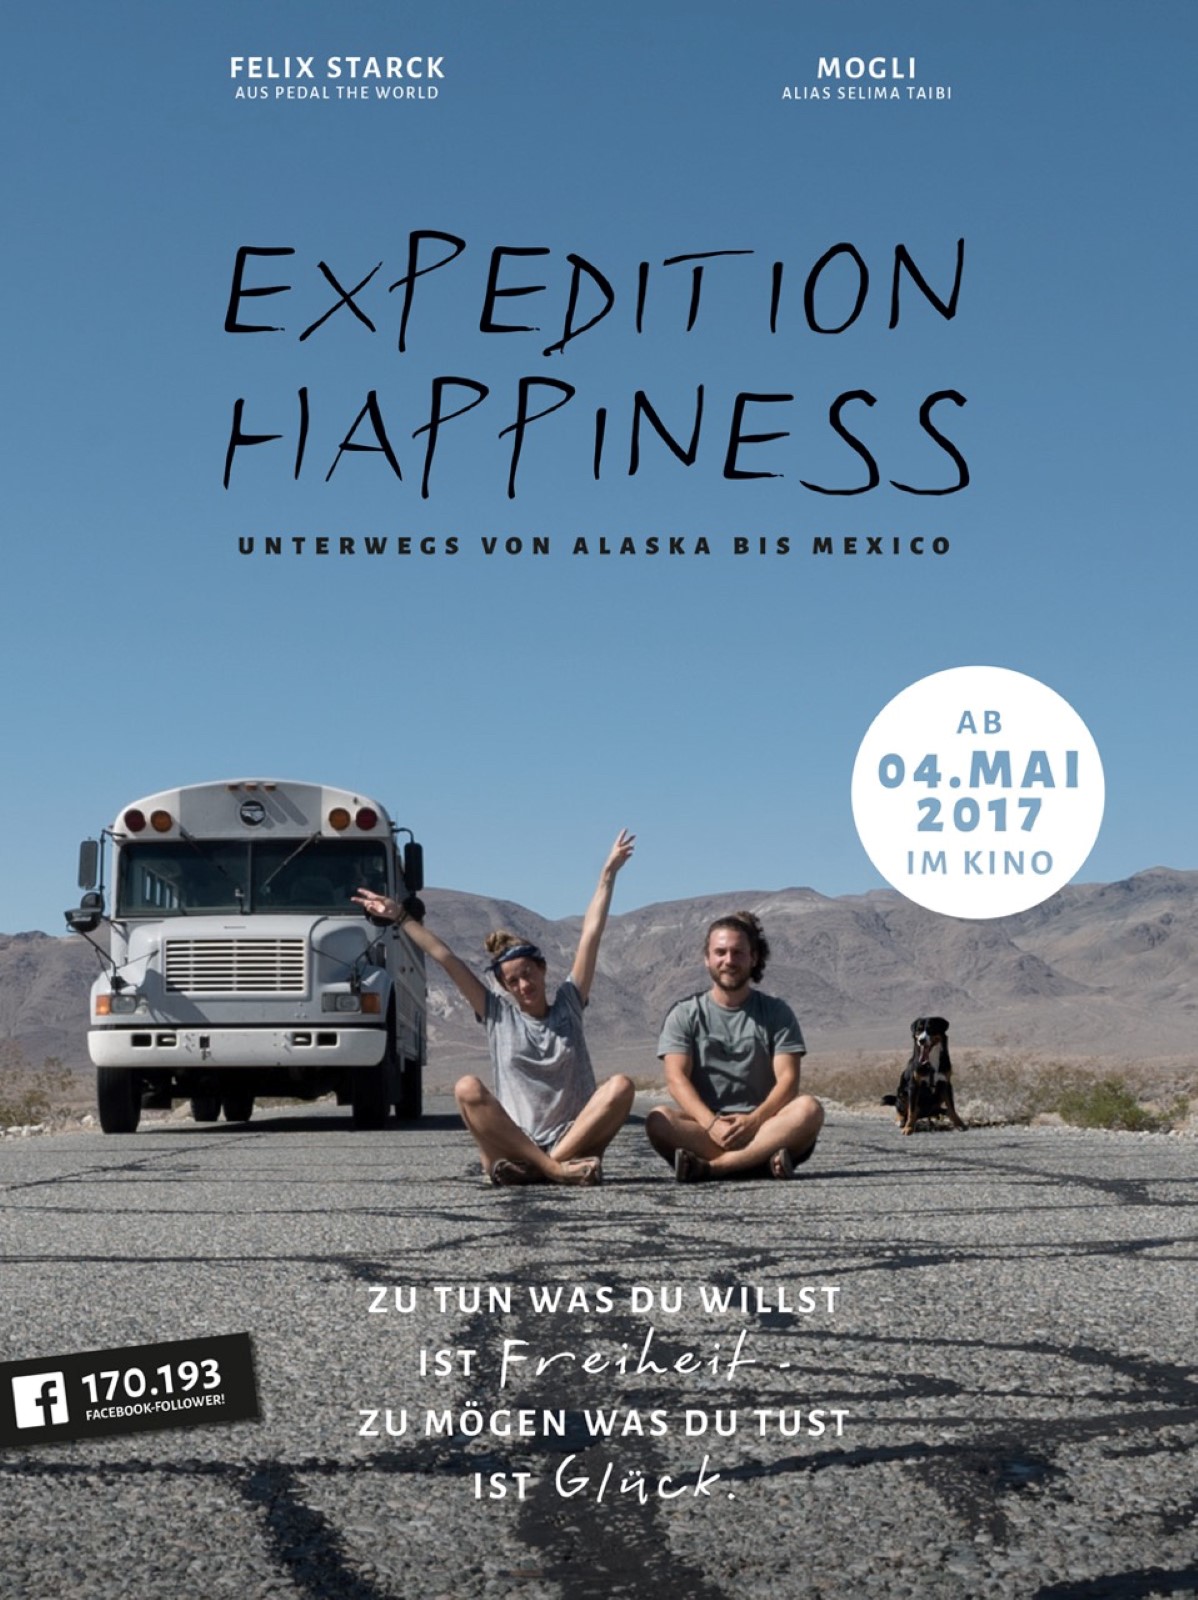 FELIX STARCK
AUS PEDAL THE WORLD
MOGLI
ALIAS SELIMA TAIBI
EXPEDITION
HAPPINESS
UNTERWEGS VON ALASKA BIS MEXICO
AB
04.MAI
2017
IM KINO
ZU TUN WAS DU WILLST
IST Freiheit -
ZU MÖGEN WAS DU TUST
IST Glück.
170.193
FACEBOOK-FOLLOWER!